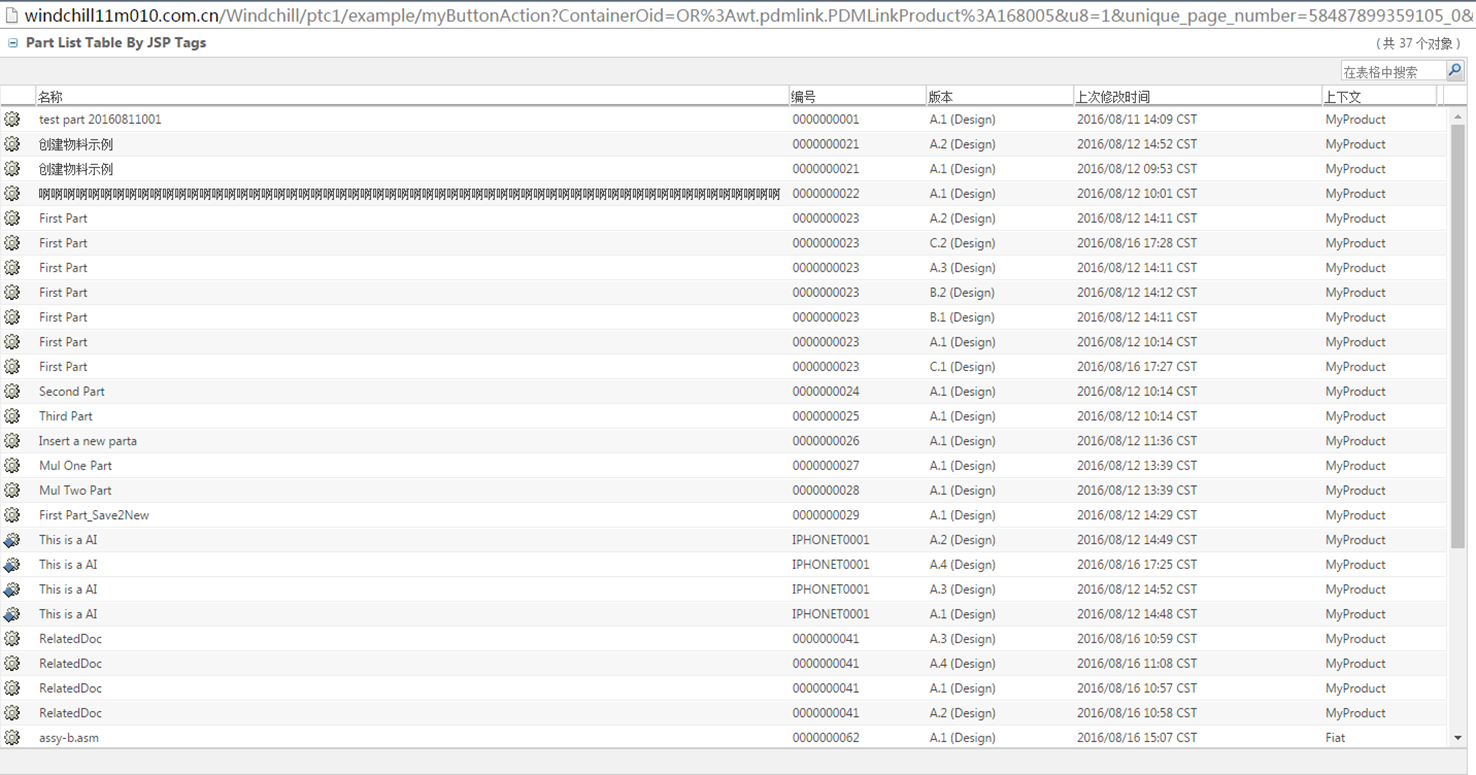 windchill11m010.com.cn/Windchill/ptc1/example/myButtonAction?ContainerOid=OR%3Awt.pdmlink.PDMLinkProduct%3A168005&u8=1&unique_page_number=58487899359105_0&
Part List Table By JSP Tags (共 37 个对象)
在表格中搜索
名称 编号 版本 上次修改时间 上下文
test part 20160811001 0000000001 A.1 (Design) 2016/08/11 14:09 CST MyProduct
创建物料示例 0000000021 A.2 (Design) 2016/08/12 14:52 CST MyProduct
创建物料示例 0000000021 A.1 (Design) 2016/08/12 09:53 CST MyProduct
啊啊啊啊啊啊啊啊啊啊啊啊啊啊啊啊啊啊啊啊啊啊啊啊啊啊啊啊啊啊啊啊啊啊啊啊啊啊啊啊啊啊啊啊啊啊啊啊啊啊啊啊啊啊啊啊啊啊啊啊 0000000022 A.1 (Design) 2016/08/12 10:01 CST MyProduct
First Part 0000000023 A.2 (Design) 2016/08/12 14:11 CST MyProduct
First Part 0000000023 C.2 (Design) 2016/08/16 17:28 CST MyProduct
First Part 0000000023 A.3 (Design) 2016/08/12 14:11 CST MyProduct
First Part 0000000023 B.2 (Design) 2016/08/12 14:12 CST MyProduct
First Part 0000000023 B.1 (Design) 2016/08/12 14:11 CST MyProduct
First Part 0000000023 A.1 (Design) 2016/08/12 10:14 CST MyProduct
First Part 0000000023 C.1 (Design) 2016/08/16 17:27 CST MyProduct
Second Part 0000000024 A.1 (Design) 2016/08/12 10:14 CST MyProduct
Third Part 0000000025 A.1 (Design) 2016/08/12 10:14 CST MyProduct
Insert a new parta 0000000026 A.1 (Design) 2016/08/12 11:36 CST MyProduct
Mul One Part 0000000027 A.1 (Design) 2016/08/12 13:39 CST MyProduct
Mul Two Part 0000000028 A.1 (Design) 2016/08/12 13:39 CST MyProduct
First Part_Save2New 0000000029 A.1 (Design) 2016/08/12 14:29 CST MyProduct
This is a AI IPHONET0001 A.2 (Design) 2016/08/12 14:49 CST MyProduct
This is a AI IPHONET0001 A.4 (Design) 2016/08/16 17:25 CST MyProduct
This is a AI IPHONET0001 A.3 (Design) 2016/08/12 14:52 CST MyProduct
This is a AI IPHONET0001 A.1 (Design) 2016/08/12 14:48 CST MyProduct
RelatedDoc 0000000041 A.3 (Design) 2016/08/16 10:59 CST MyProduct
RelatedDoc 0000000041 A.4 (Design) 2016/08/16 11:08 CST MyProduct
RelatedDoc 0000000041 A.1 (Design) 2016/08/16 10:57 CST MyProduct
RelatedDoc 0000000041 A.2 (Design) 2016/08/16 10:58 CST MyProduct
assy-b.asm 0000000062 A.1 (Design) 2016/08/16 15:07 CST Fiat